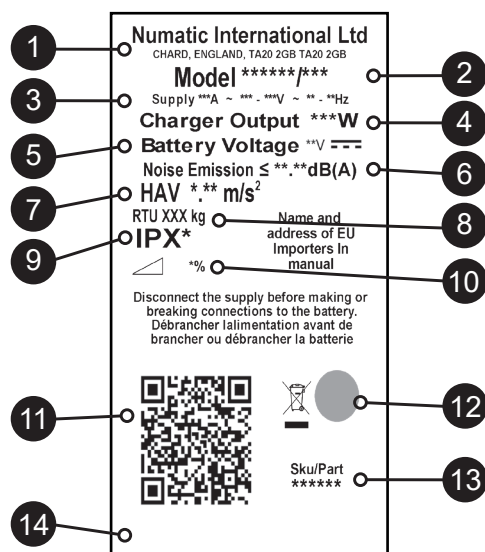 Numatic International Ltd
1
CHARD, ENGLAND, TA20 2GB TA20 2GB
Model ******/***
2
3
Supply ***A ~ *** - ***V ~ ** - **Hz
Charger Output ***W
4
5
Battery Voltage **V
Noise Emission ≤ **.**dB(A)
6
7
HAV *.** m/s²
RTU XXX kg
8
9
IPX*
Name and
address of EU
Importers In
manual
*%
10
Disconnect the supply before making or
breaking connections to the battery.
Débrancher lalimentation avant de
brancher ou débrancher la batterie
11
12
Sku/Part
******
13
14